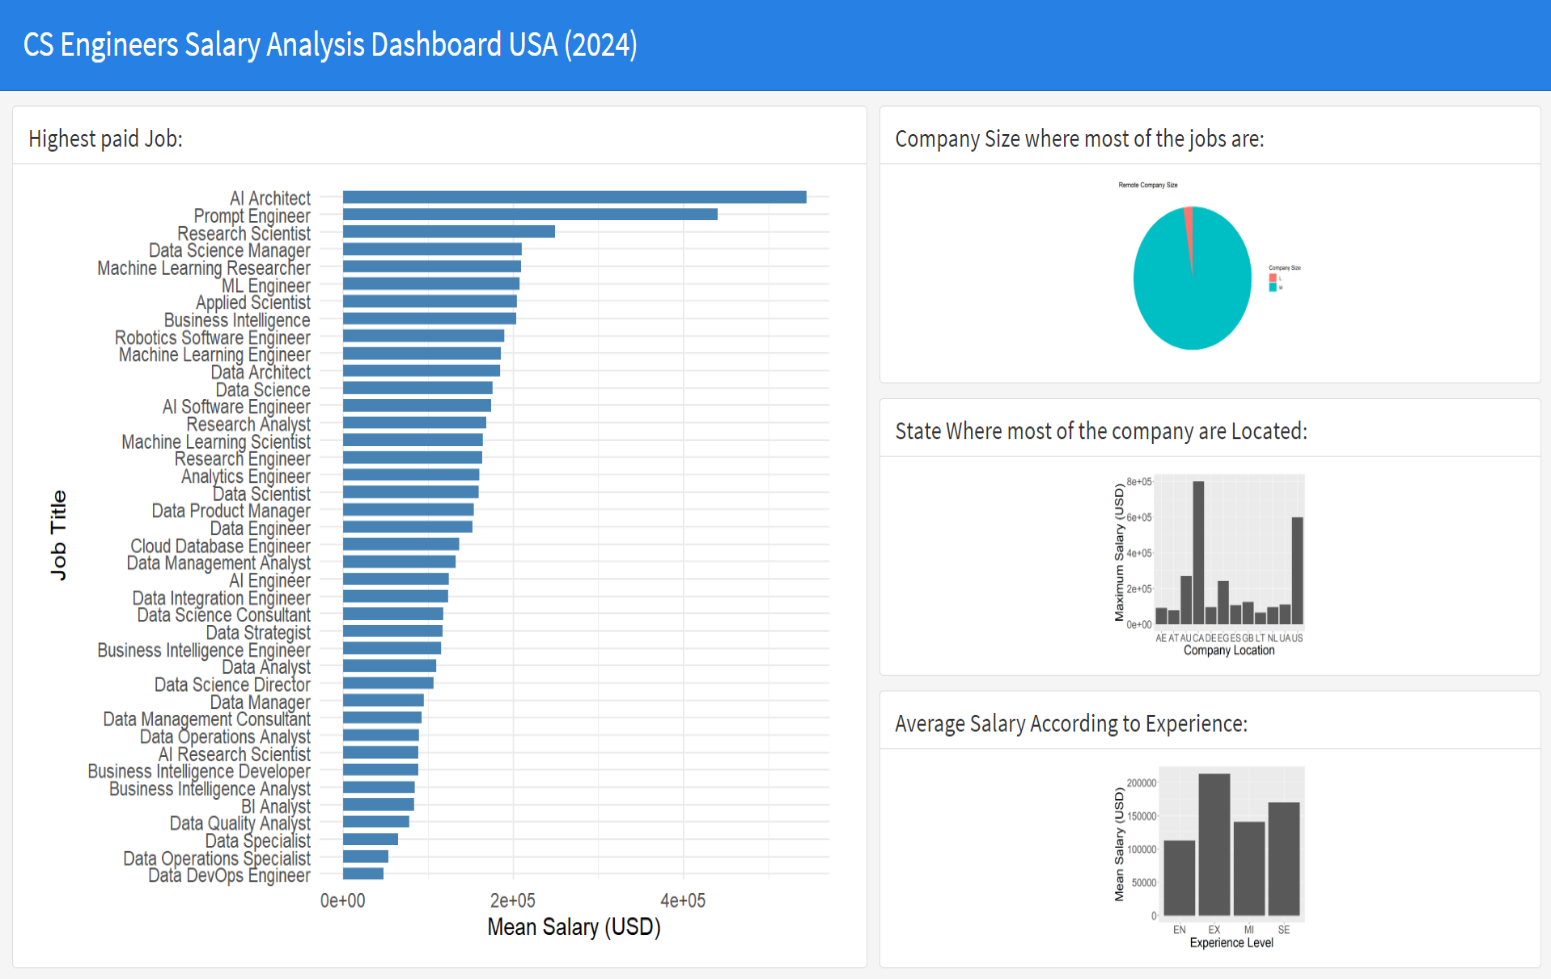 CS Engineers Salary Analysis Dashboard USA (2024)
Highest paid Job:
AI Architect
Prompt Engineer
Research Scientist
Data Science Manager
Machine Learning Researcher
ML Engineer
Applied Scientist
Business Intelligence
Robotics Software Engineer
Machine Learning Engineer
Data Architect
Data Science
AI Software Engineer
Research Analyst
Machine Learning Scientist
Research Engineer
Analytics Engineer
Data Scientist
Data Product Manager
Data Engineer
Cloud Database Engineer
Data Management Analyst
AI Engineer
Data Integration Engineer
Data Science Consultant
Data Strategist
Business Intelligence Engineer
Data Analyst
Data Science Director
Data Manager
Data Management Consultant
Data Operations Analyst
AI Research Scientist
Business Intelligence Developer
Business Intelligence Analyst
BI Analyst
Data Quality Analyst
Data Specialist
Data Operations Specialist
Data DevOps Engineer
Job Title
0e+00 2e+05 4e+05
Mean Salary (USD)
Company Size where most of the jobs are:
Remote Company Size
Company Size
L
M
State Where most of the company are Located:
Maximum Salary (USD)
8e+05
6e+05
4e+05
2e+05
0e+00
AE AT AU CA DE EG ES GB LT NL UA US
Company Location
Average Salary According to Experience:
Mean Salary (USD)
200000
150000
100000
50000
0
EN EX MI SE
Experience Level